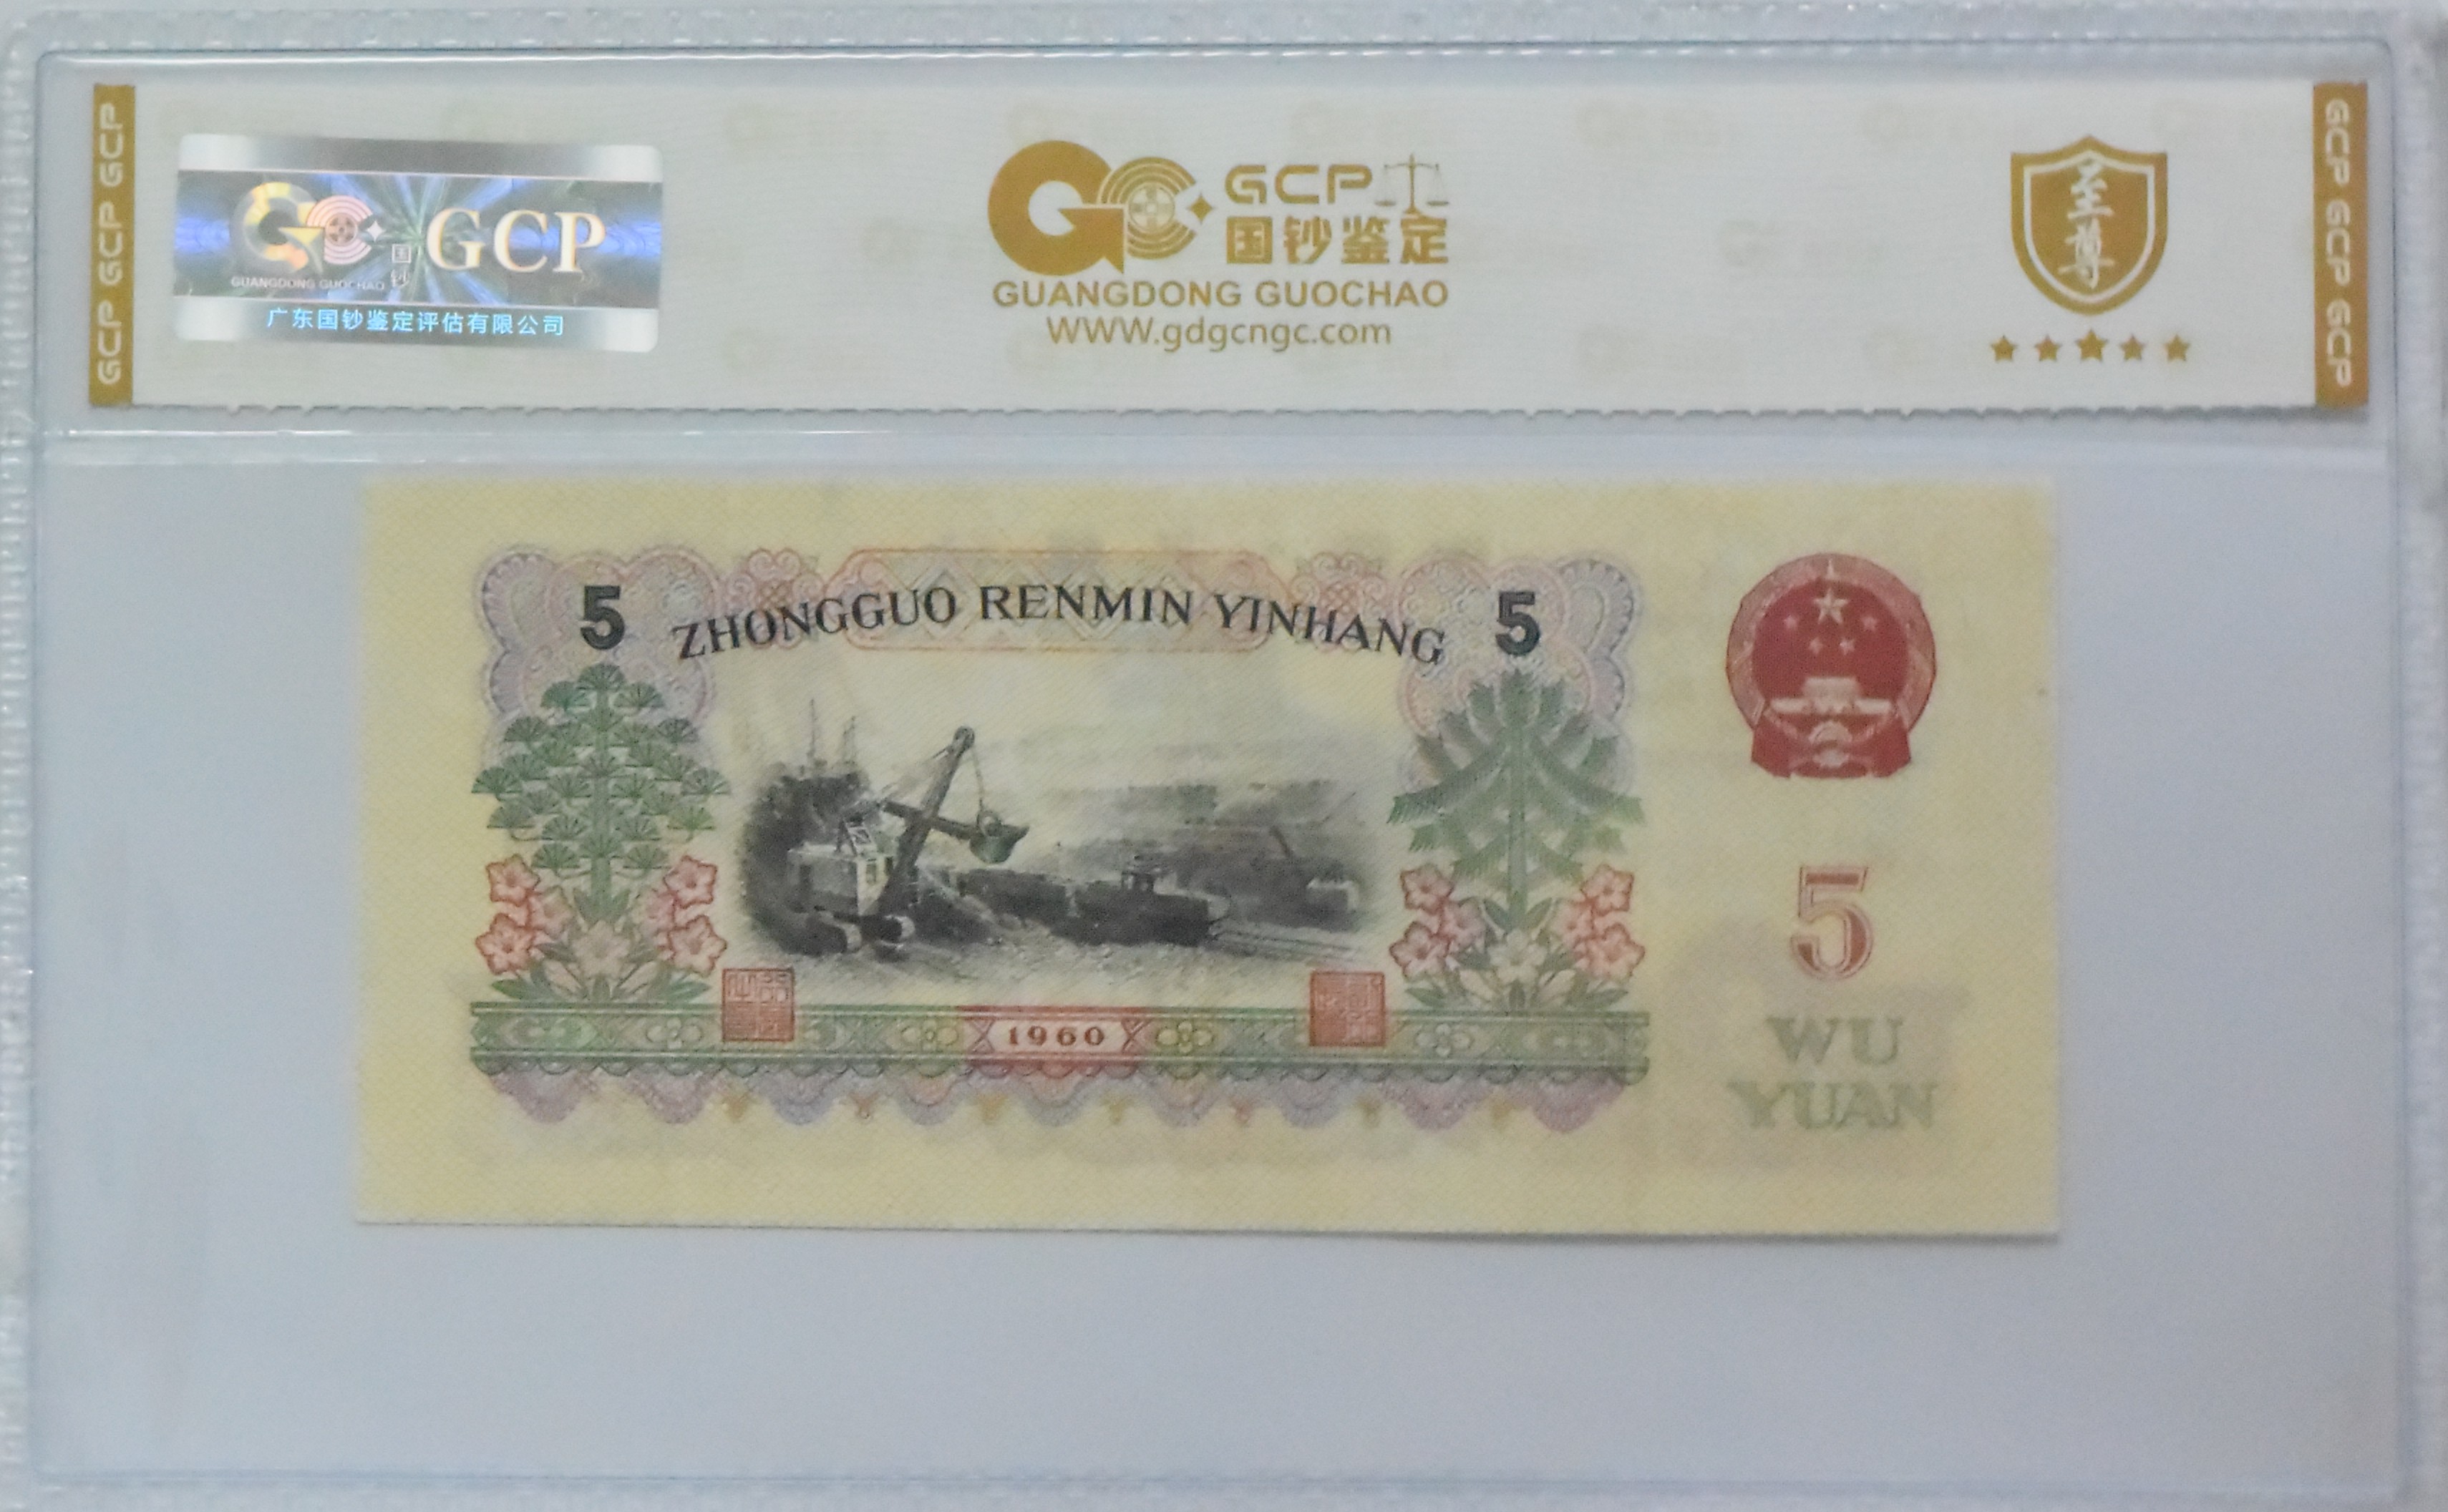 GCP GCP GCP
GCP
国钞
GUANGDONG GUOCHAO
广东国钞鉴定评估有限公司
GCP
国钞鉴定
GUANGDONG GUOCHAO
WWW.gdgcngc.com
至尊
GCP GCP GCP
5 ZHONGGUO RENMIN YINHANG 5
5
WU
YUAN
1960